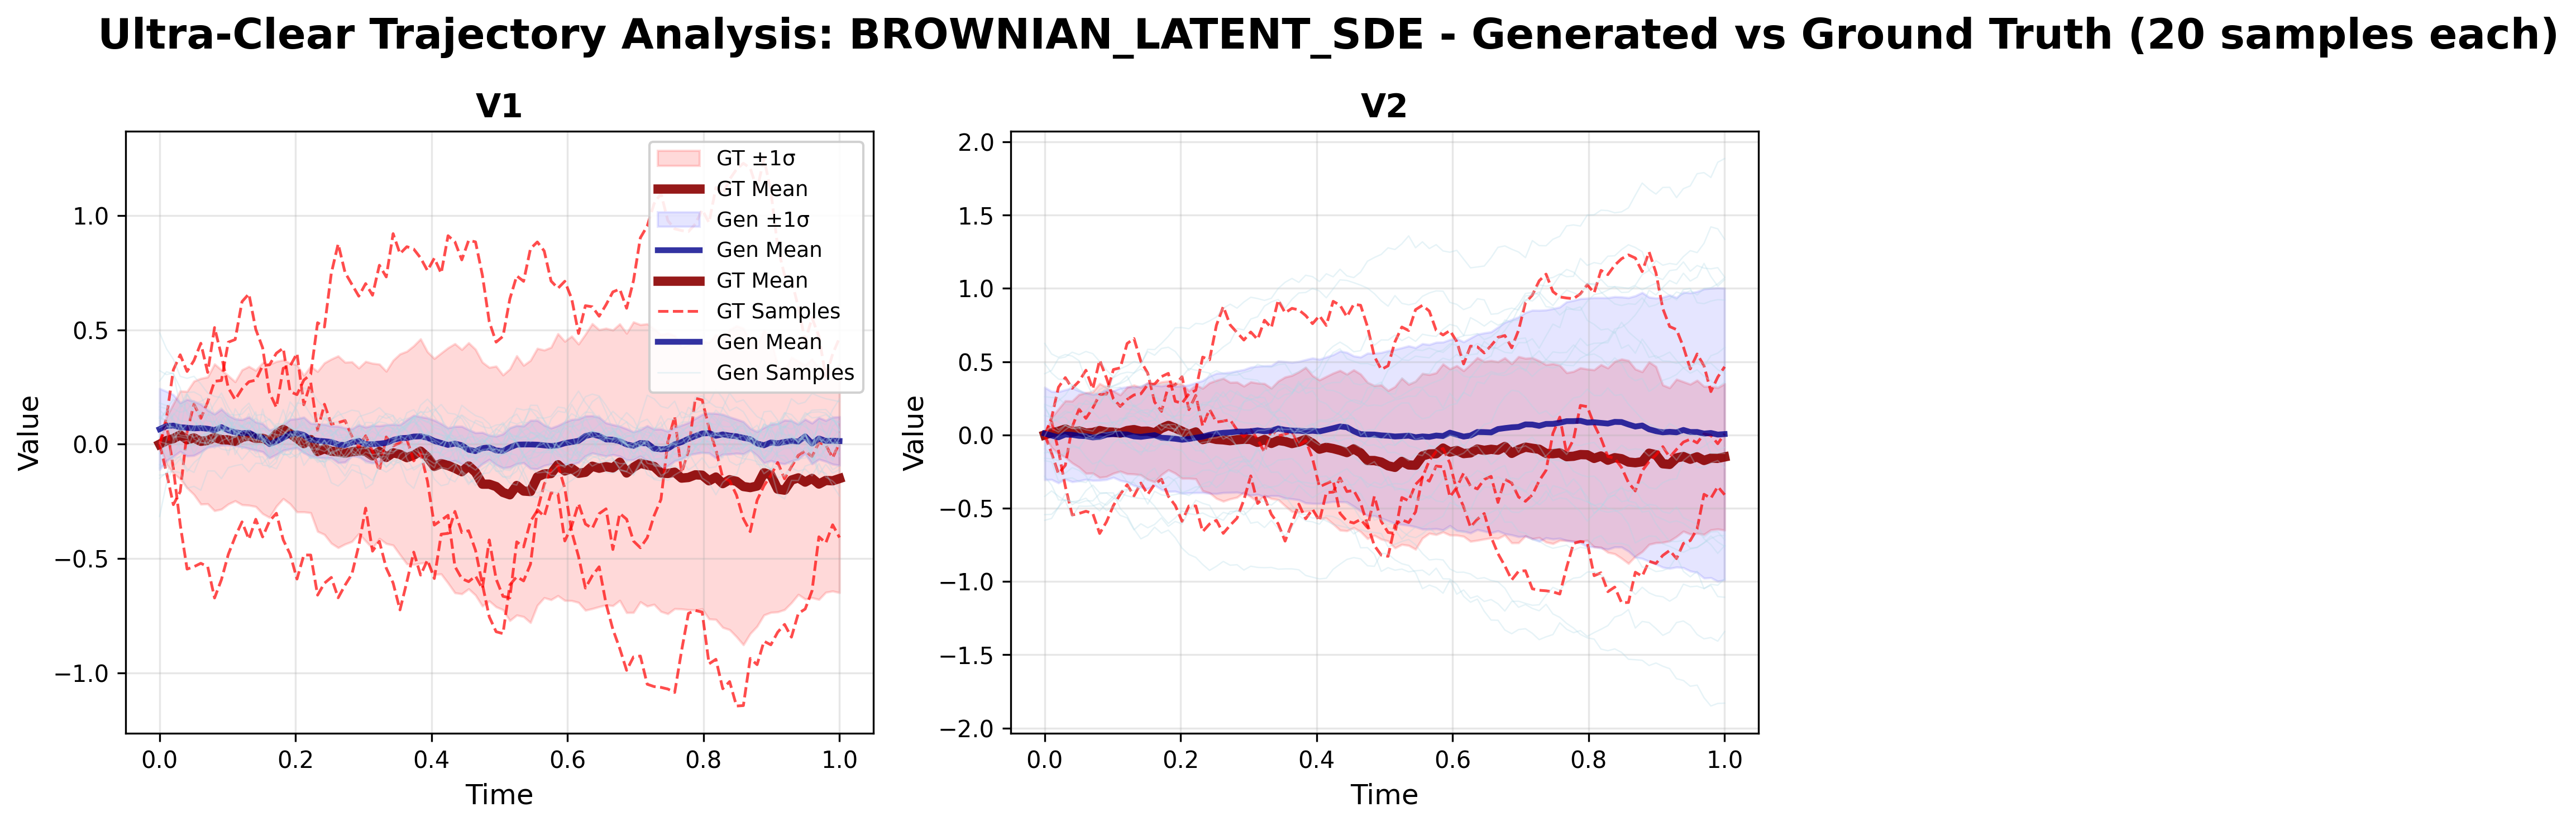 Ultra-Clear Trajectory Analysis: BROWNIAN_LATENT_SDE - Generated vs Ground Truth (20 samples each)
V1
GT ±1σ
GT Mean
Gen ±1σ
Gen Mean
GT Mean
GT Samples
Gen Mean
Gen Samples
1.0
0.5
0.0
−0.5
−1.0
Value
0.0 0.2 0.4 0.6 0.8 1.0
Time
V2
2.0
1.5
1.0
0.5
0.0
−0.5
−1.0
−1.5
−2.0
Value
0.0 0.2 0.4 0.6 0.8 1.0
Time